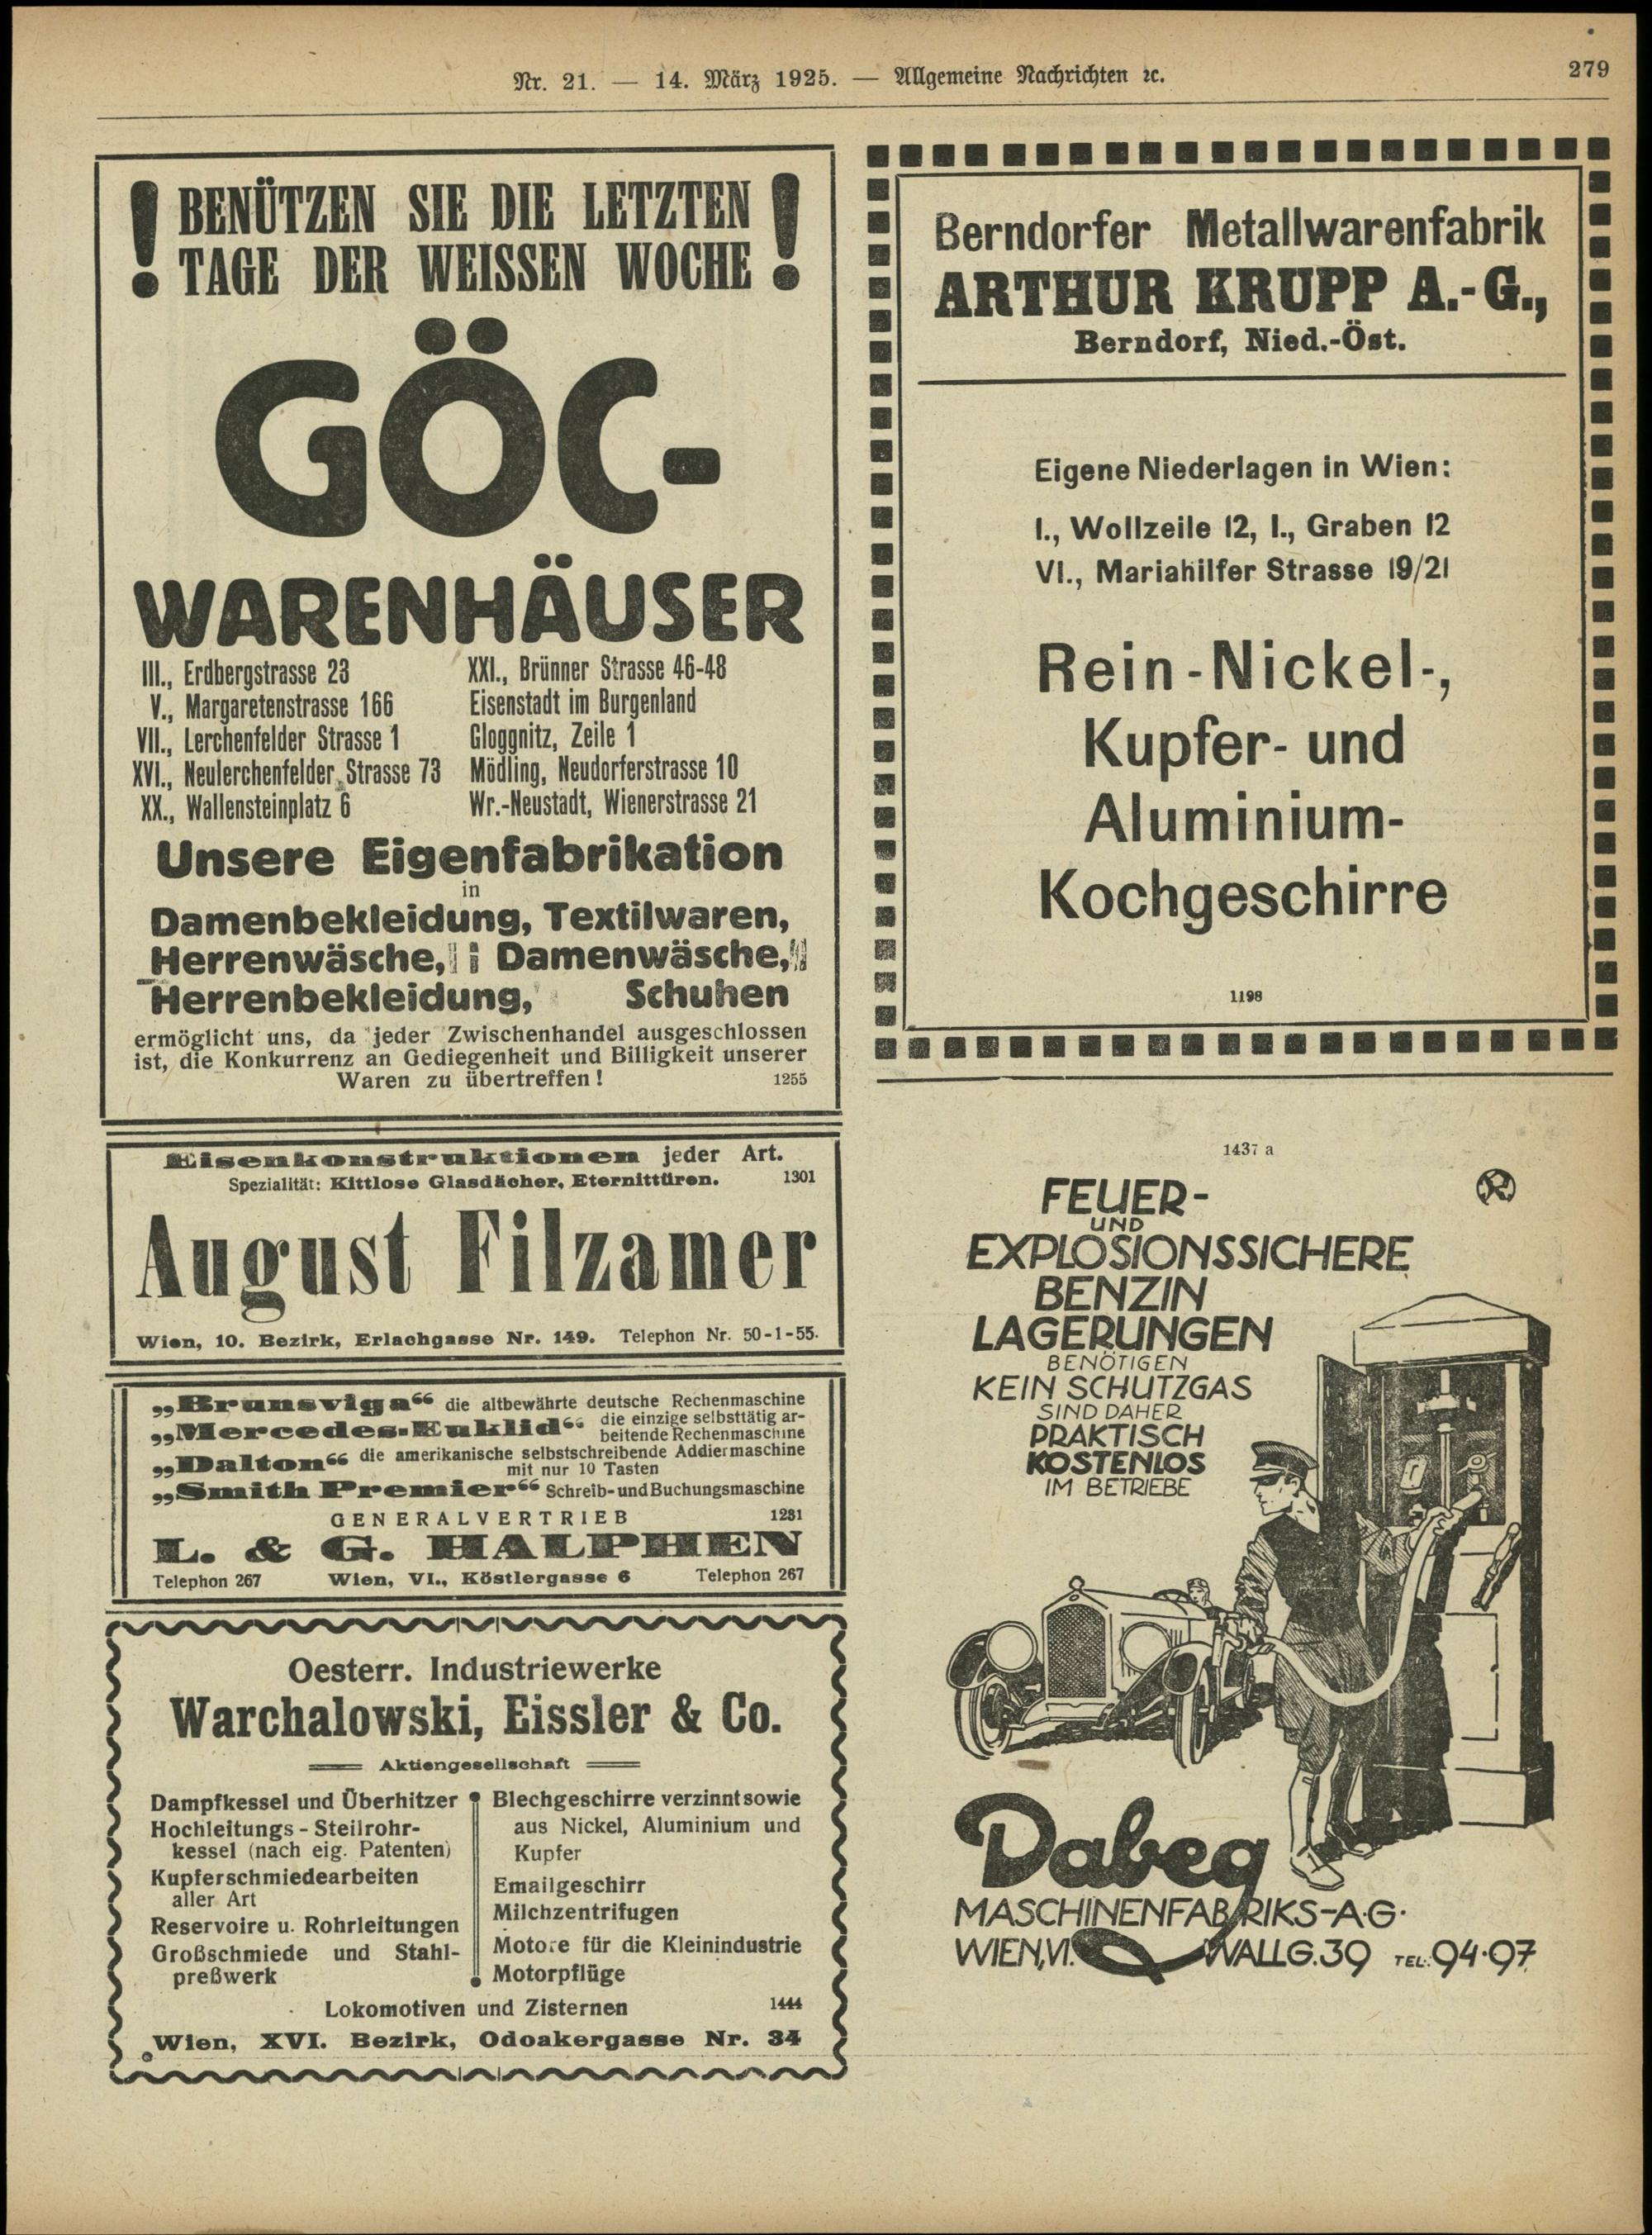 Nr. 21. — 14. März 1925. — Allgemeine Nachrichten ꝛc.
279
! BENÜTZEN SIE DIE LETZTEN !
TAGE DER WEISSEN WOCHE
GÖC-
WARENHÄUSER
III., Erdbergstrasse 23
V., Margaretenstrasse 166
VII., Lerchenfelder Strasse 1
XVI., Neulerchenfelder Strasse 73
XX., Wallensteinplatz 6
XXI., Brünner Strasse 46-48
Eisenstadt im Burgenland
Gloggnitz, Zeile 1
Mödling, Neudorferstrasse 10
Wr.-Neustadt, Wienerstrasse 21
Unsere Eigenfabrikation
in
Damenbekleidung, Textilwaren,
Herrenwäsche, Damenwäsche,
Herrenbekleidung, Schuhen
ermöglicht uns, da jeder Zwischenhandel ausgeschlossen
ist, die Konkurrenz an Gediegenheit und Billigkeit unserer
Waren zu übertreffen! 1255
Eisenkonstruktionen jeder Art.
Spezialität: Kittlose Glasdächer, Eternittüren. 1301
August Filzamer
Wien, 10. Bezirk, Erlachgasse Nr. 149. Telephon Nr. 50-1-55.
„Brunsviga“ die altbewährte deutsche Rechenmaschine
„Mercedes-Euklid“ die einzige selbsttätig ar-
beitende Rechenmaschine
„Dalton“ die amerikanische selbstschreibende Addiermaschine
mit nur 10 Tasten
„Smith Premier“ Schreib- und Buchungsmaschine
GENERALVERTRIEB 1231
L. & G. HALPHEN
Telephon 267 Wien, VI., Köstlergasse 6 Telephon 267
Oesterr. Industriewerke
Warchalowski, Eissler & Co.
Aktiengesellschaft
Dampfkessel und Überhitzer
Hochleitungs-Steilrohr-
kessel (nach eig. Patenten)
Kupferschmiedearbeiten
aller Art
Reservoire u. Rohrleitungen
Großschmiede und Stahl-
preßwerk
Blechgeschirre verzinnt sowie
aus Nickel, Aluminium und
Kupfer
Emailgeschirr
Milchzentrifugen
Motore für die Kleinindustrie
Motorpflüge
Lokomotiven und Zisternen 1444
Wien, XVI. Bezirk, Odoakergasse Nr. 34
Berndorfer Metallwarenfabrik
ARTHUR KRUPP A.-G.,
Berndorf, Nied.-Öst.
Eigene Niederlagen in Wien:
I., Wollzeile 12, I., Graben 12
VI., Mariahilfer Strasse 19/21
Rein-Nickel-,
Kupfer- und
Aluminium-
Kochgeschirre
1198
1437 a
R
FEUER-
UND
EXPLOSIONSSICHERE
BENZIN
LAGERUNGEN
BENÖTIGEN
KEIN SCHUTZGAS
SIND DAHER
PRAKTISCH
KOSTENLOS
IM BETRIEBE
Dabeg
MASCHINENFABRIKS-A·G·
WIEN, VI. WALLG. 39 TEL: 94·97